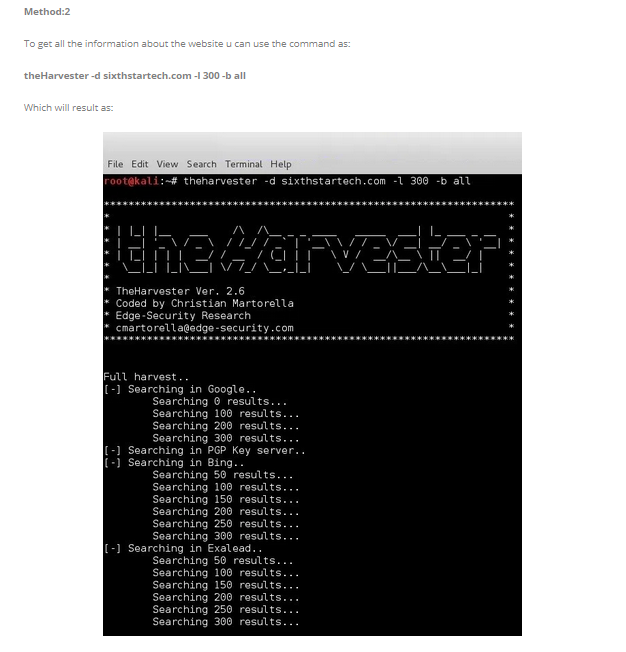 Method:2
To get all the information about the website u can use the command as:
theHarvester -d sixthstartech.com -l 300 -b all
Which will result as:
File Edit View Search Terminal Help
root@kali:~# theharvester -d sixthstartech.com -l 300 -b all
*******************************************************************
* *
* theHarvester *
* *
* TheHarvester Ver. 2.6 *
* Coded by Christian Martorella *
* Edge-Security Research *
* cmartorella@edge-security.com *
*******************************************************************
Full harvest..
[-] Searching in Google..
Searching 0 results...
Searching 100 results...
Searching 200 results...
Searching 300 results...
[-] Searching in PGP Key server..
[-] Searching in Bing..
Searching 50 results...
Searching 100 results...
Searching 150 results...
Searching 200 results...
Searching 250 results...
Searching 300 results...
[-] Searching in Exalead..
Searching 50 results...
Searching 100 results...
Searching 150 results...
Searching 200 results...
Searching 250 results...
Searching 300 results...